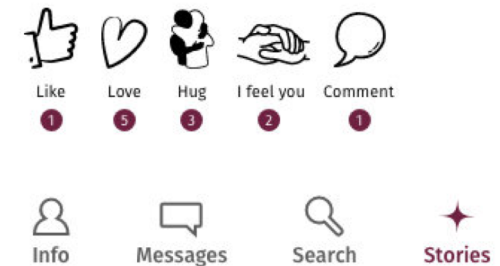 Like Love Hug I feel you Comment
1 5 3 2 1
Info Messages Search Stories